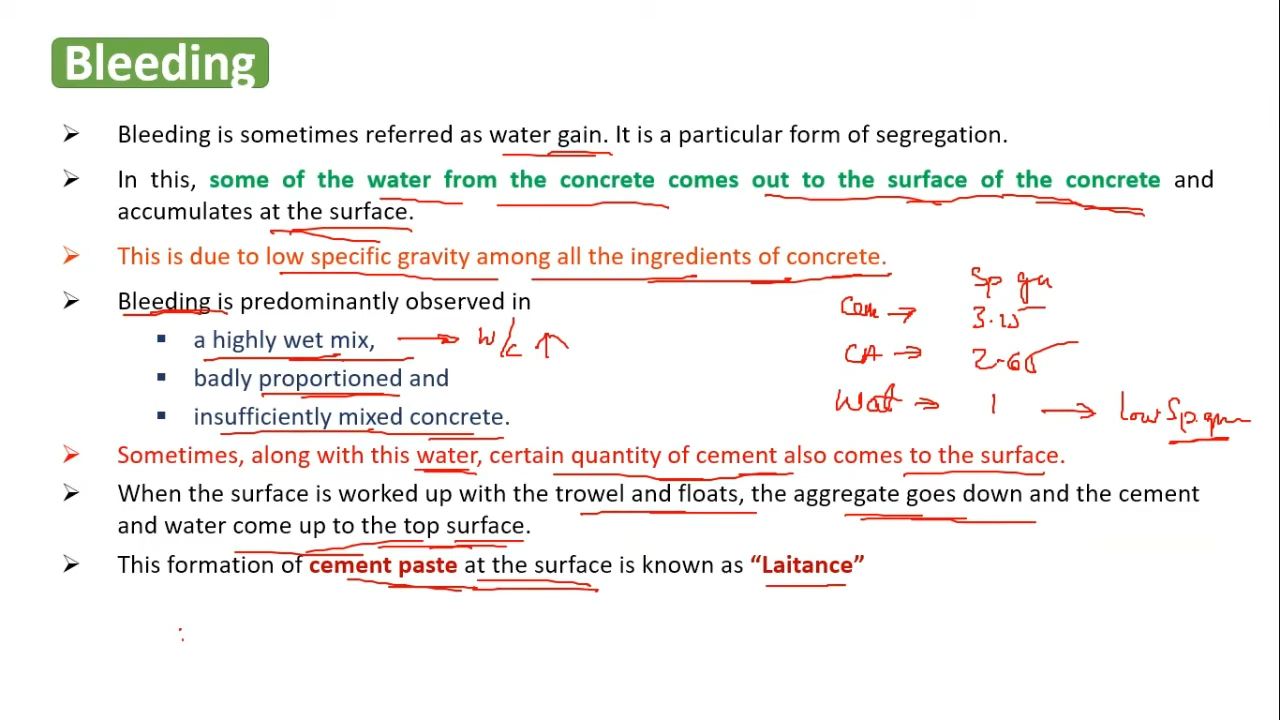 Bleeding
➢ Bleeding is sometimes referred as water gain. It is a particular form of segregation.
➢ In this, some of the water from the concrete comes out to the surface of the concrete and
accumulates at the surface.
➢ This is due to low specific gravity among all the ingredients of concrete.
➢ Bleeding is predominantly observed in
▪ a highly wet mix, → w/c ↑
▪ badly proportioned and
▪ insufficiently mixed concrete.
Sp gr
Cem → 3.15
CA → 2.65
Wat → 1 → low Sp. gr
➢ Sometimes, along with this water, certain quantity of cement also comes to the surface.
➢ When the surface is worked up with the trowel and floats, the aggregate goes down and the cement
and water come up to the top surface.
➢ This formation of cement paste at the surface is known as “Laitance”